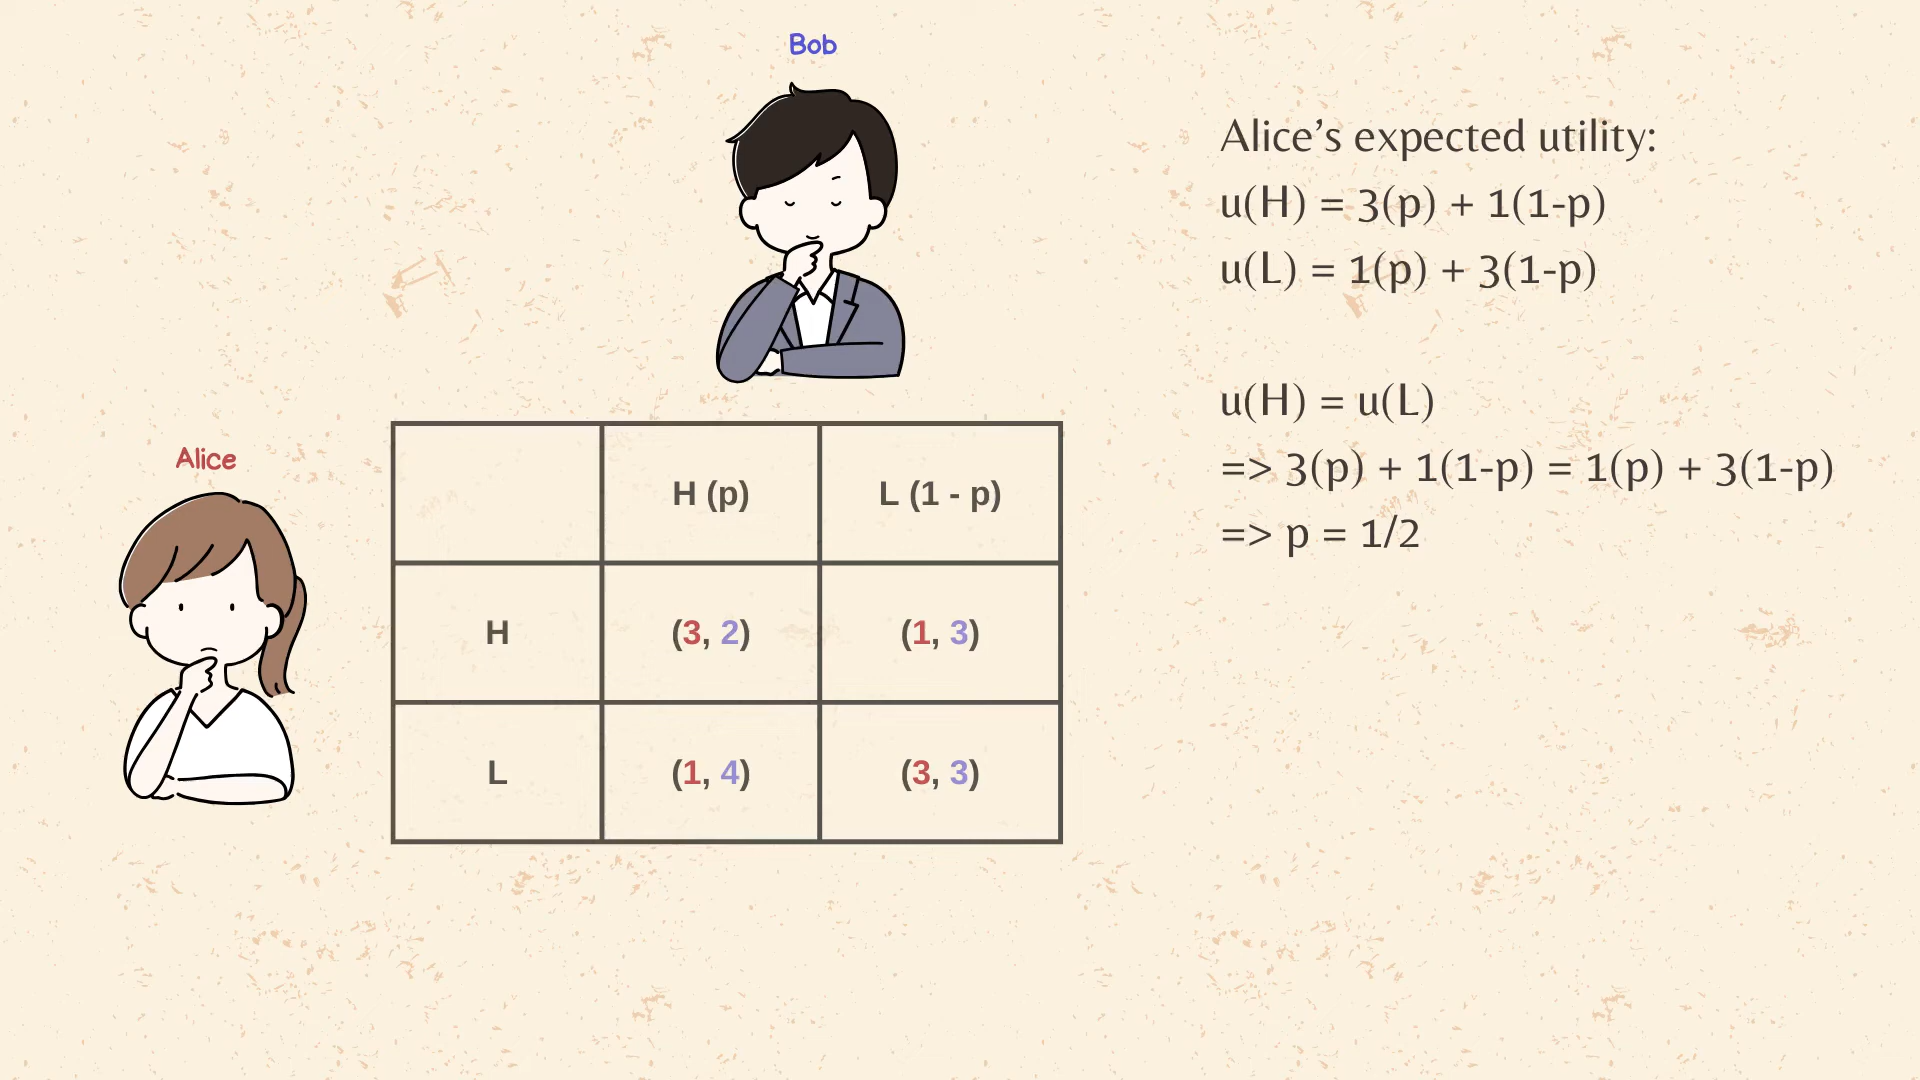 Bob
Alice
H (p) L (1 - p)
H (3, 2) (1, 3)
L (1, 4) (3, 3)
Alice’s expected utility:
u(H) = 3(p) + 1(1-p)
u(L) = 1(p) + 3(1-p)
u(H) = u(L)
=> 3(p) + 1(1-p) = 1(p) + 3(1-p)
=> p = 1/2